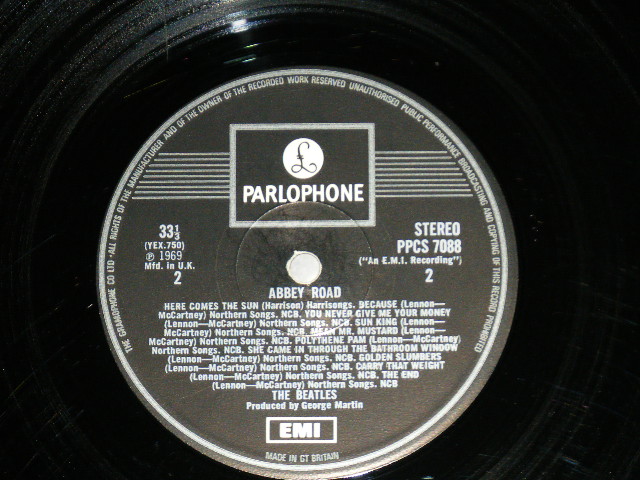 THE GRAMOPHONE CO LTD · ALL RIGHTS OF THE MANUFACTURER AND OF THE OWNER OF THE RECORDED WORK RESERVED UNAUTHORISED PUBLIC PERFORMANCE BROADCASTING AND COPYING OF THIS RECORD PROHIBITED
£
PARLOPHONE
33⅓
(YEX.750)
℗ 1969
Mfd. in U.K.
2
STEREO
PPCS 7088
("An E.M.I. Recording")
2
ABBEY ROAD
HERE COMES THE SUN (Harrison) Harrisongs. BECAUSE (Lennon—
McCartney) Northern Songs. NCB. YOU NEVER GIVE ME YOUR MONEY
(Lennon—McCartney) Northern Songs. NCB. SUN KING (Lennon—
McCartney) Northern Songs. NCB. MEAN MR. MUSTARD (Lennon—
McCartney) Northern Songs. NCB. POLYTHENE PAM (Lennon—McCartney)
Northern Songs. NCB. SHE CAME IN THROUGH THE BATHROOM WINDOW
(Lennon—McCartney) Northern Songs. NCB. GOLDEN SLUMBERS
(Lennon—McCartney) Northern Songs. NCB. CARRY THAT WEIGHT
(Lennon—McCartney) Northern Songs. NCB. THE END
(Lennon—McCartney) Northern Songs. NCB
THE BEATLES
Produced by George Martin
EMI
MADE IN GT BRITAIN